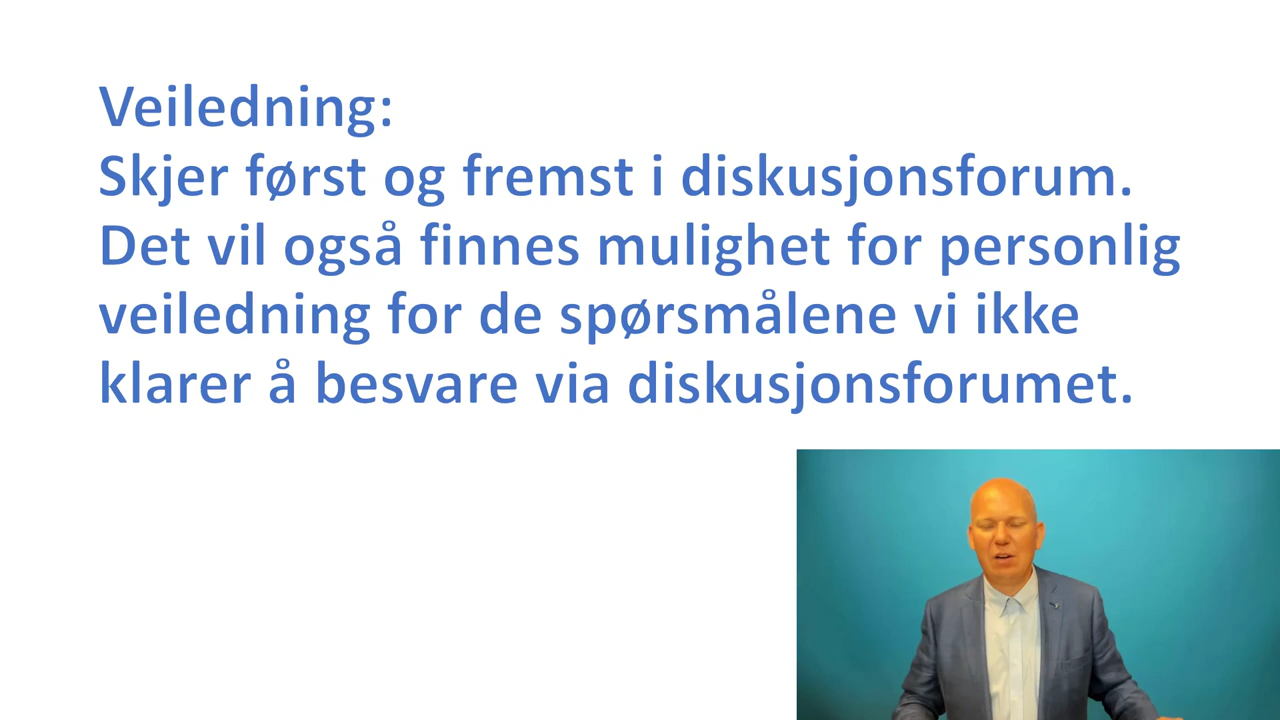 Veiledning:
Skjer først og fremst i diskusjonsforum.
Det vil også finnes mulighet for personlig
veiledning for de spørsmålene vi ikke
klarer å besvare via diskusjonsforumet.